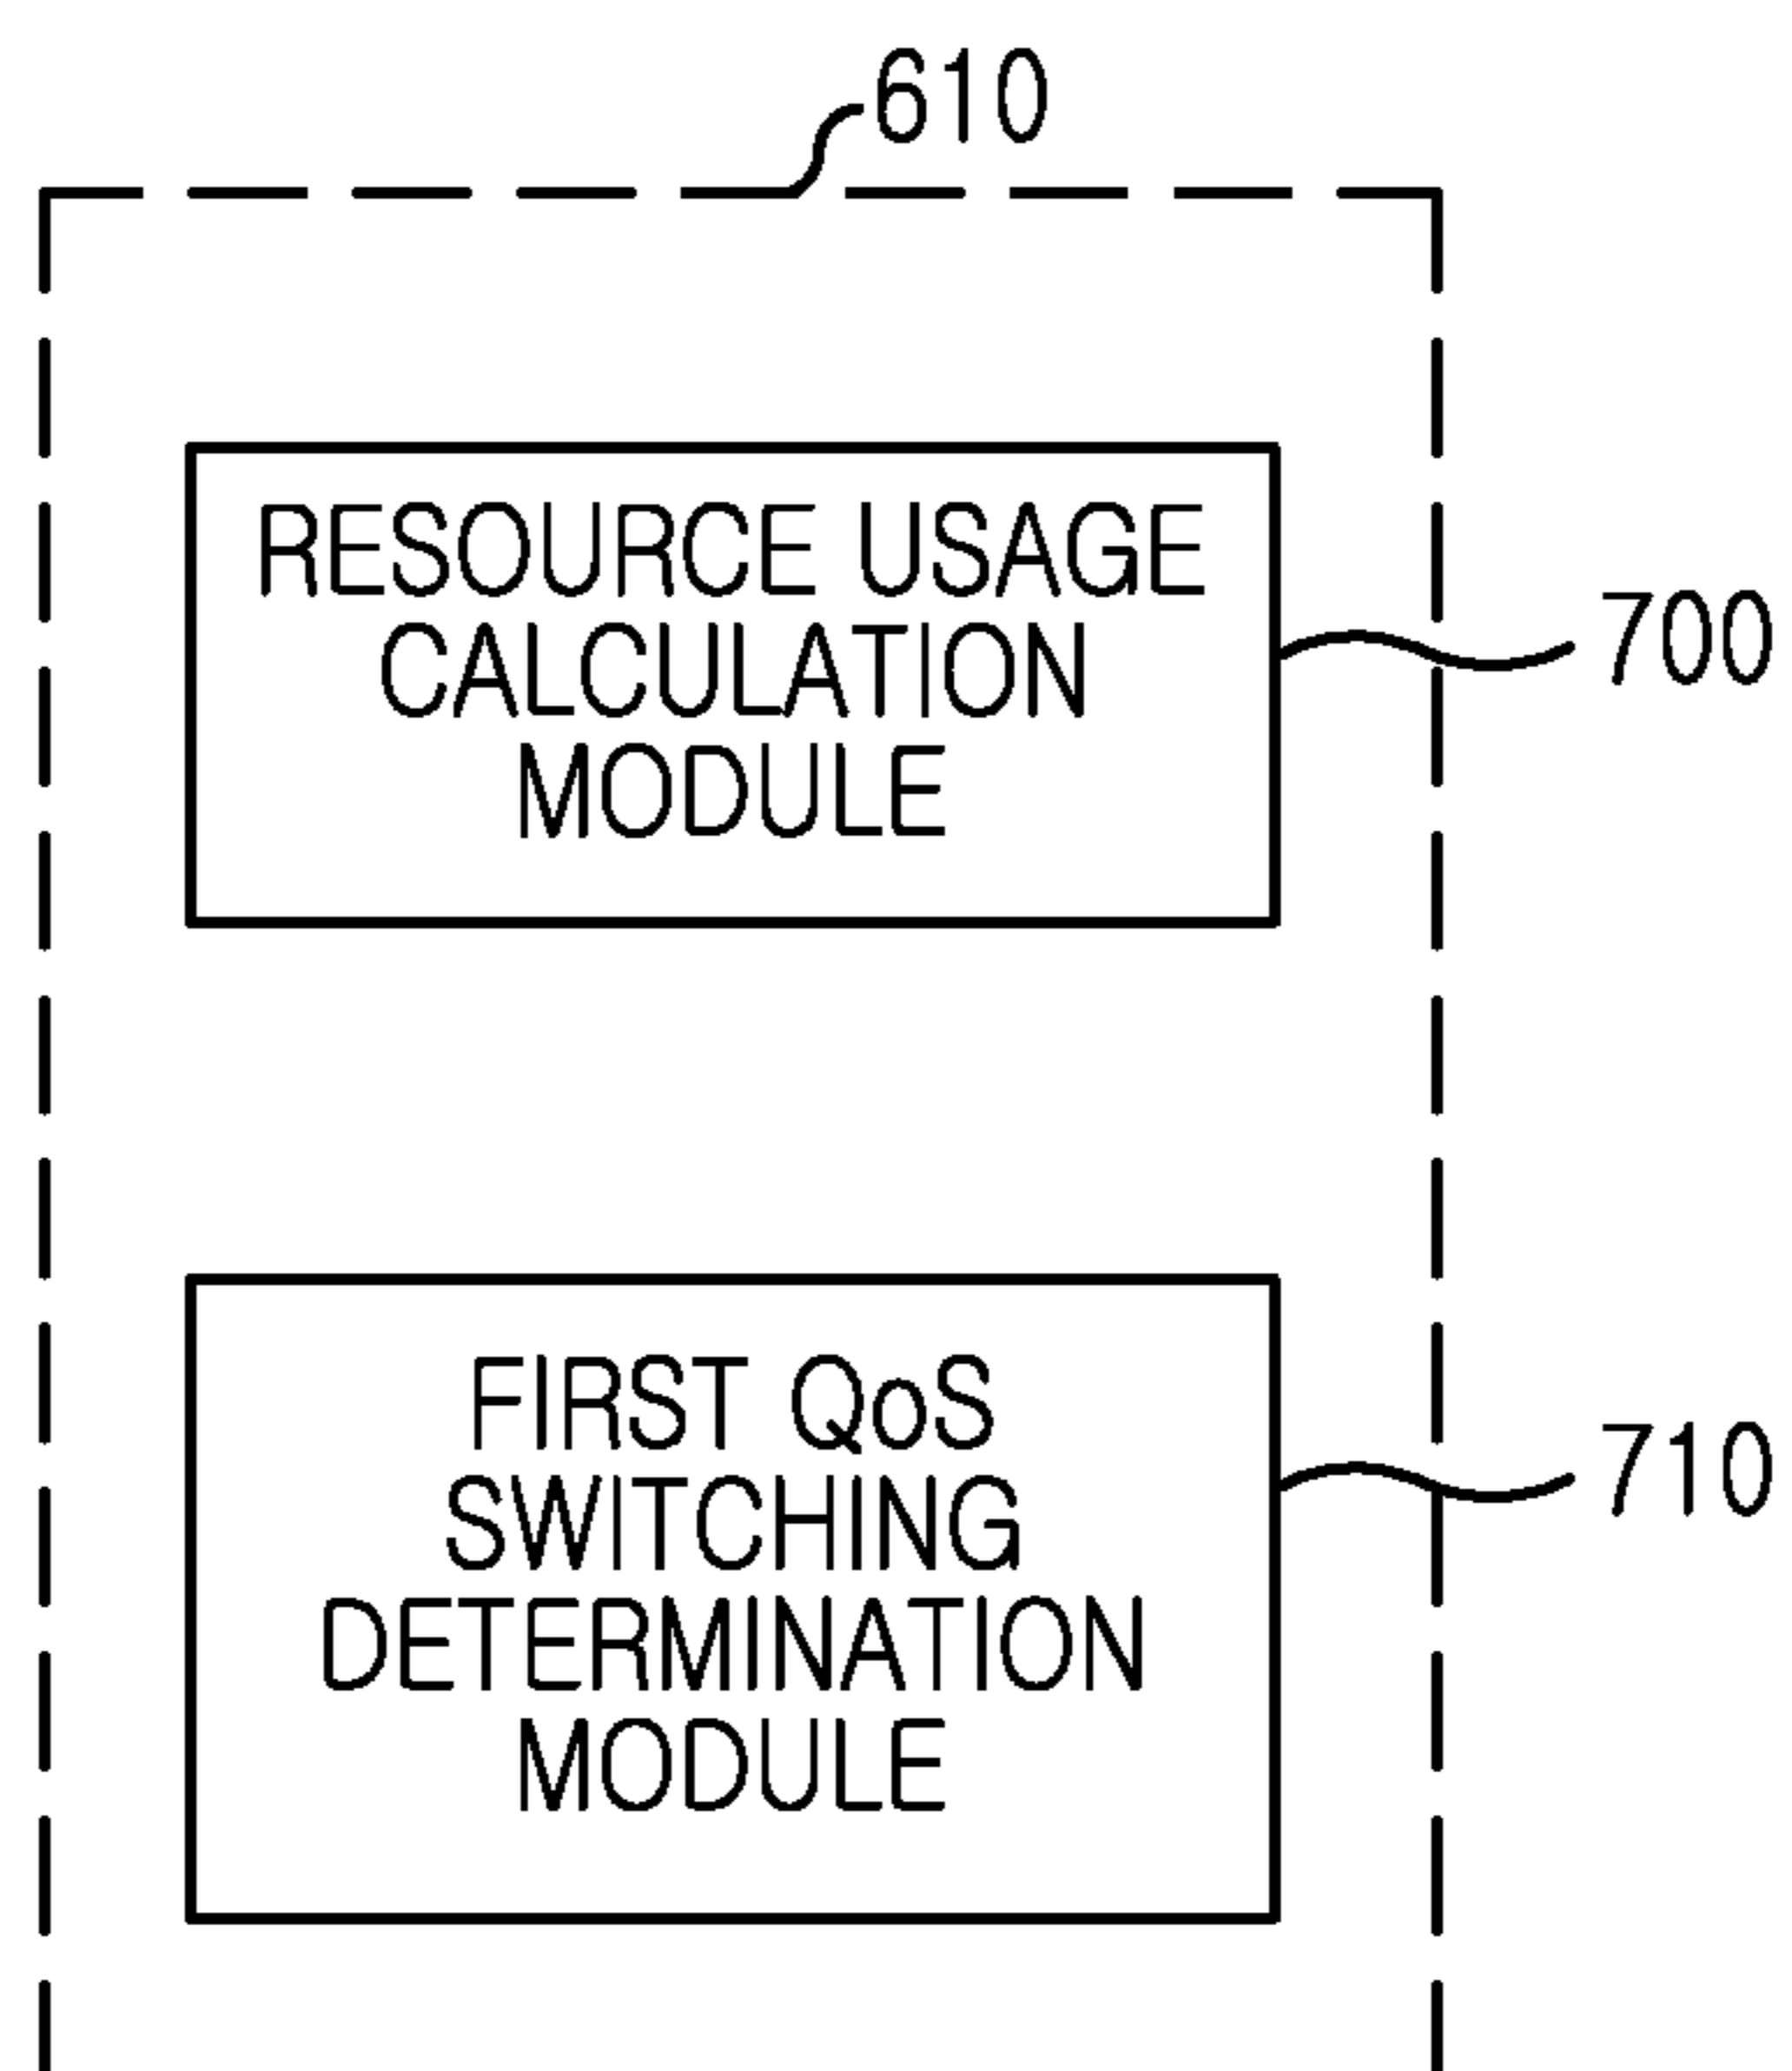 610
RESOURCE USAGE
CALCULATION
MODULE
700
FIRST QoS
SWITCHING
DETERMINATION
MODULE
710